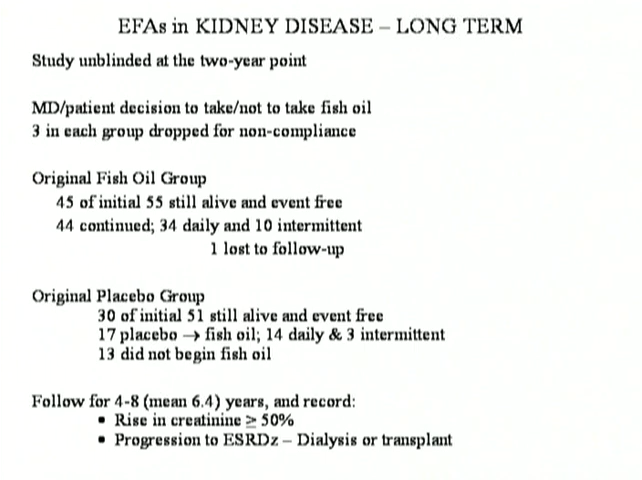 EFAs in KIDNEY DISEASE – LONG TERM
Study unblinded at the two-year point
MD/patient decision to take/not to take fish oil
3 in each group dropped for non-compliance
Original Fish Oil Group
45 of initial 55 still alive and event free
44 continued; 34 daily and 10 intermittent
1 lost to follow-up
Original Placebo Group
30 of initial 51 still alive and event free
17 placebo → fish oil; 14 daily & 3 intermittent
13 did not begin fish oil
Follow for 4-8 (mean 6.4) years, and record:
▪ Rise in creatinine ≥ 50%
▪ Progression to ESRDz – Dialysis or transplant